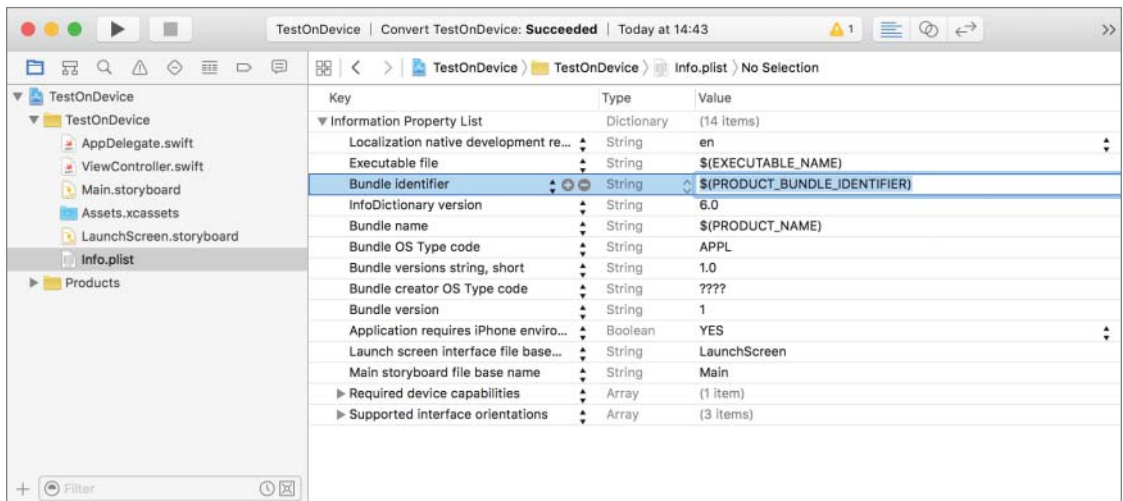 TestOnDevice | Convert TestOnDevice: Succeeded | Today at 14:43 1
TestOnDevice TestOnDevice Info.plist No Selection
TestOnDevice
TestOnDevice
AppDelegate.swift
ViewController.swift
Main.storyboard
Assets.xcassets
LaunchScreen.storyboard
Info.plist
Products
Filter
Key Type Value
Information Property List Dictionary (14 items)
Localization native development re... String en
Executable file String $(EXECUTABLE_NAME)
Bundle identifier String $(PRODUCT_BUNDLE_IDENTIFIER)
InfoDictionary version String 6.0
Bundle name String $(PRODUCT_NAME)
Bundle OS Type code String APPL
Bundle versions string, short String 1.0
Bundle creator OS Type code String ????
Bundle version String 1
Application requires iPhone enviro... Boolean YES
Launch screen interface file base... String LaunchScreen
Main storyboard file base name String Main
Required device capabilities Array (1 item)
Supported interface orientations Array (3 items)